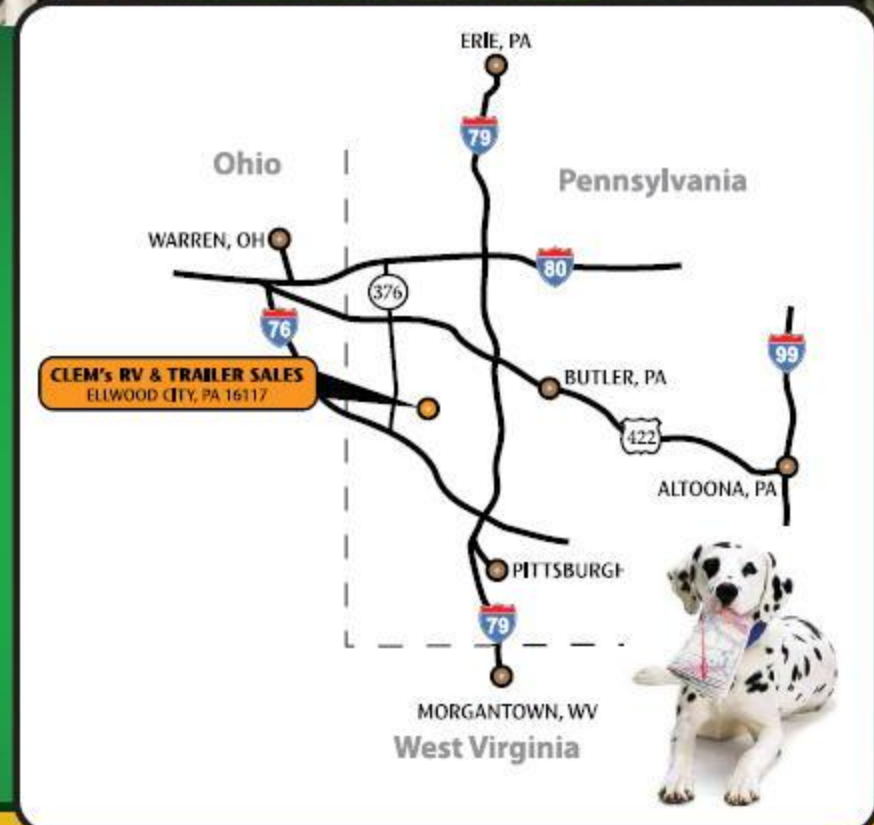 ERIE, PA
79
Ohio
Pennsylvania
WARREN, OH
80
376
76
99
CLEM's RV & TRAILER SALES
ELLWOOD CITY, PA 16117
BUTLER, PA
422
ALTOONA, PA
PITTSBURGH
79
MORGANTOWN, WV
West Virginia